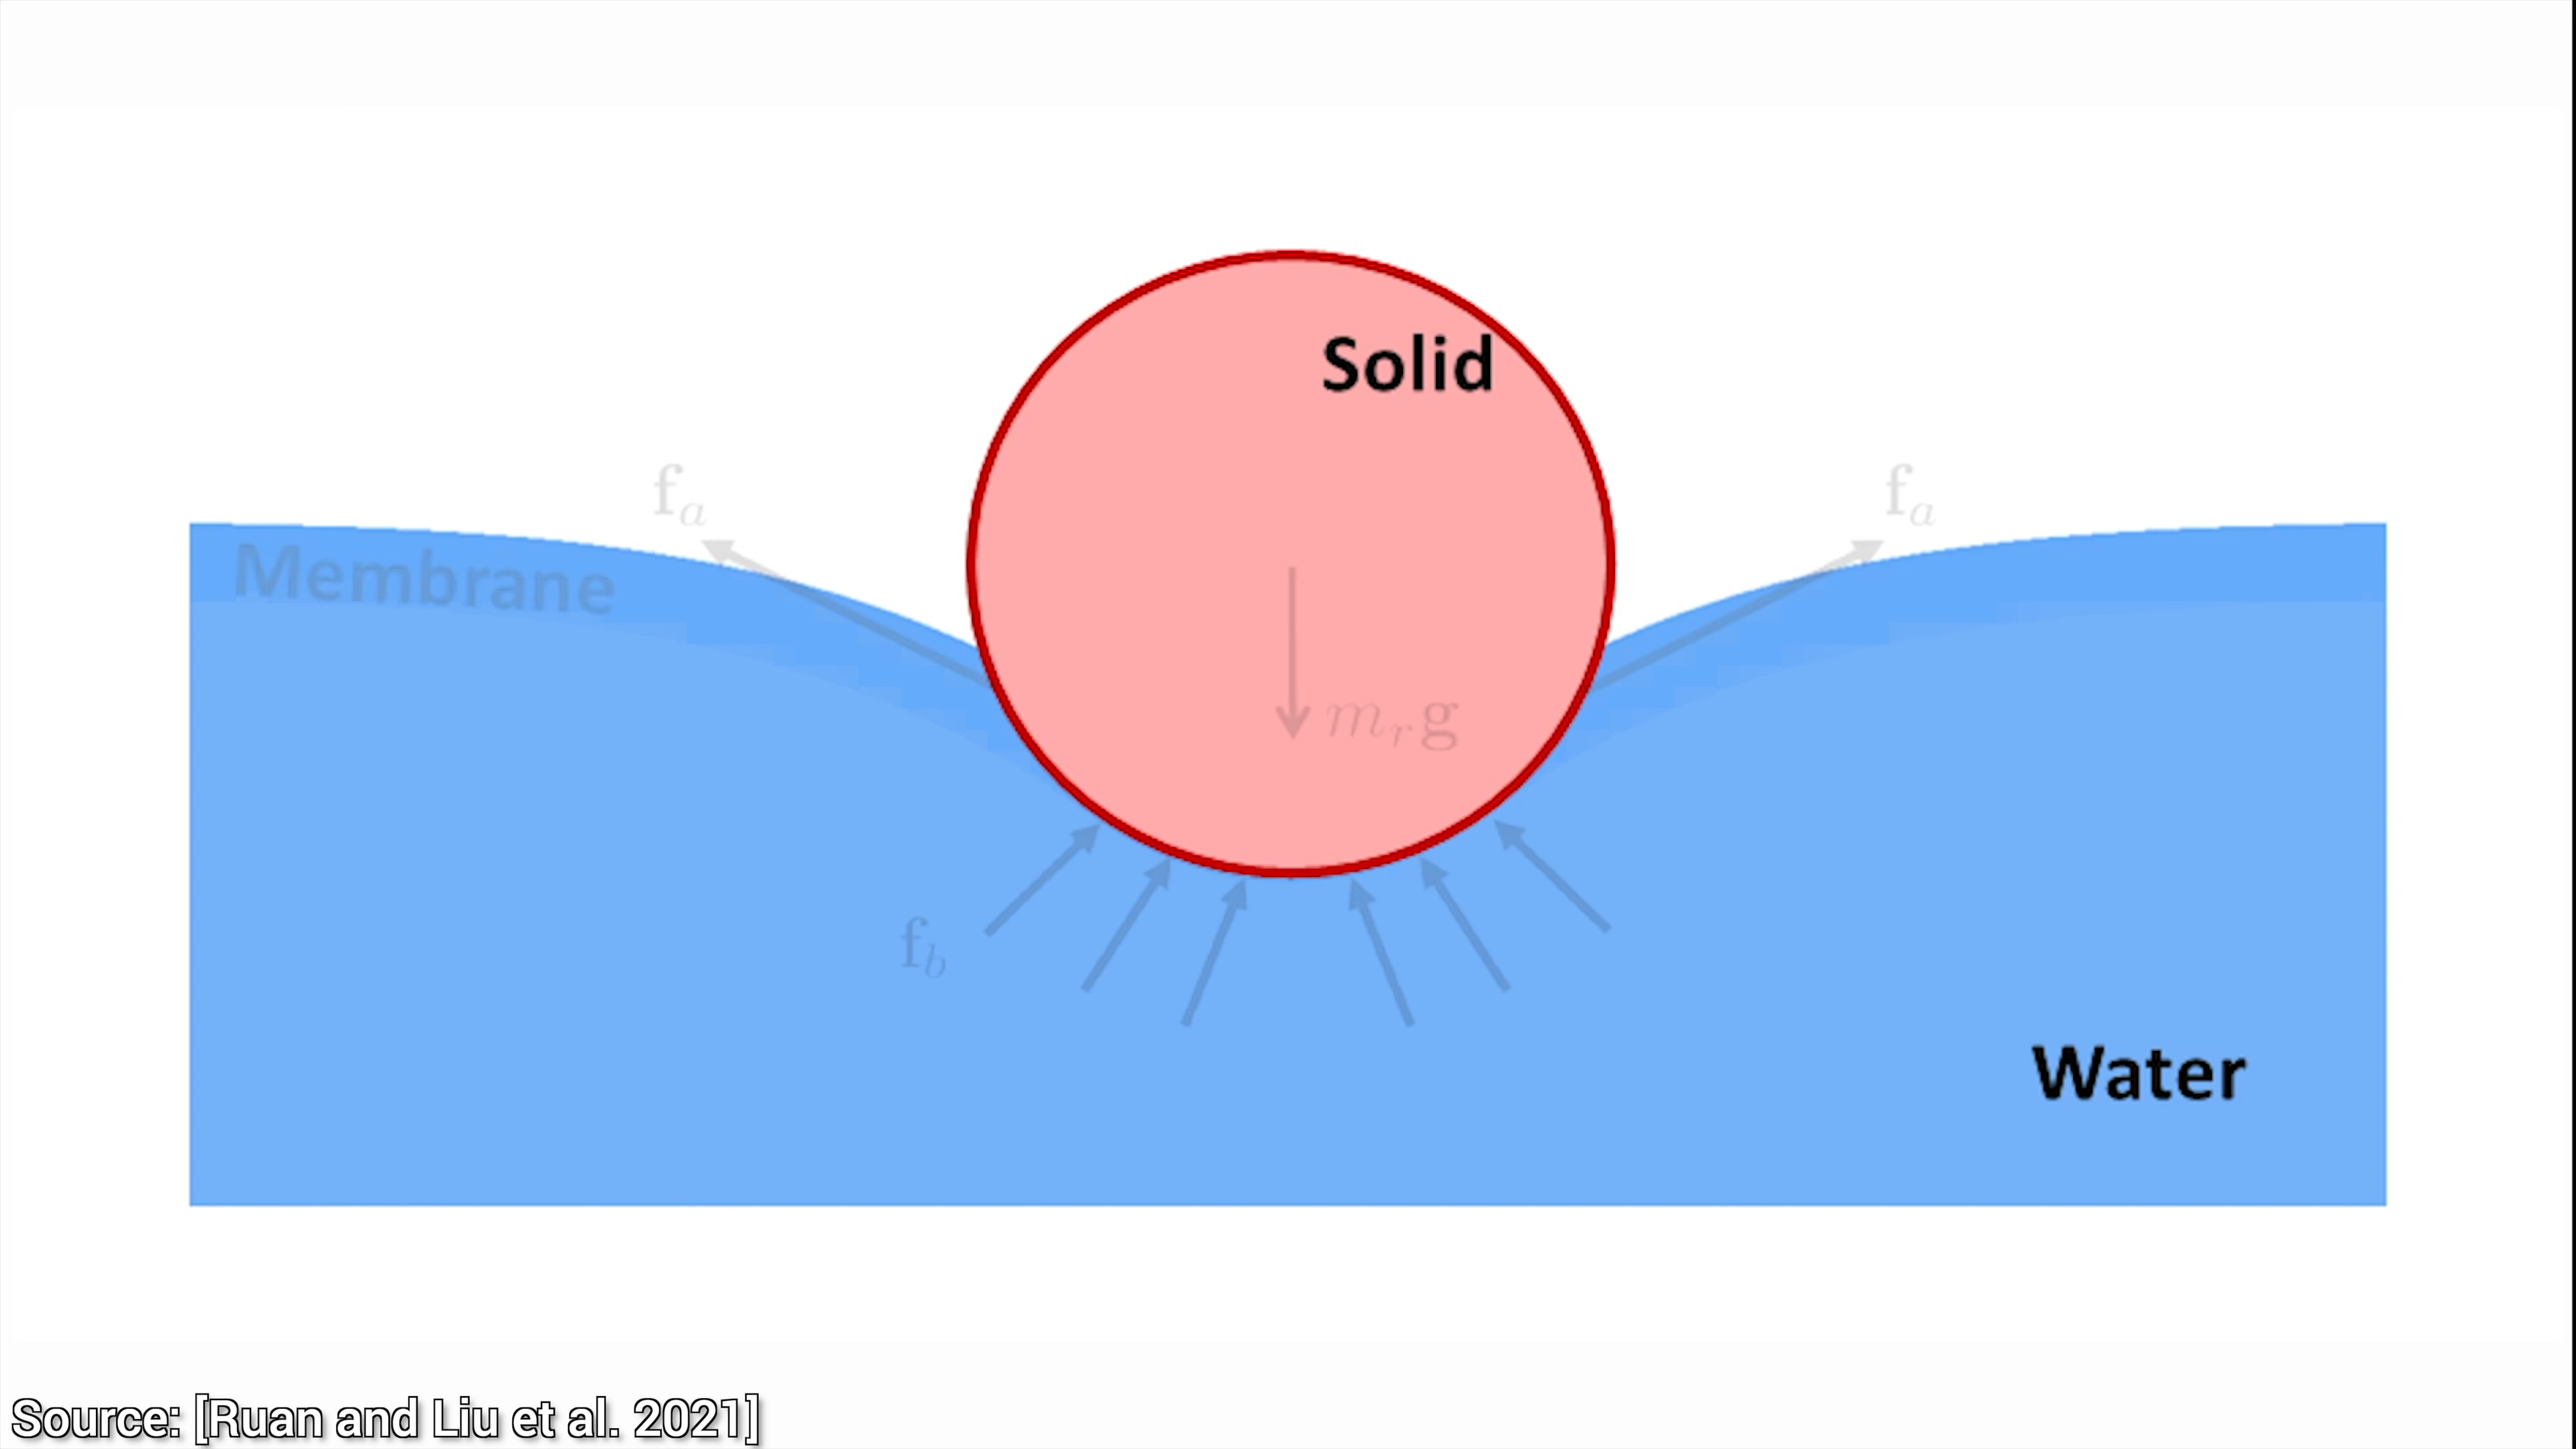 Solid
f_a
f_a
Membrane
m_r g
f_b
Water
Source: [Ruan and Liu et al. 2021]